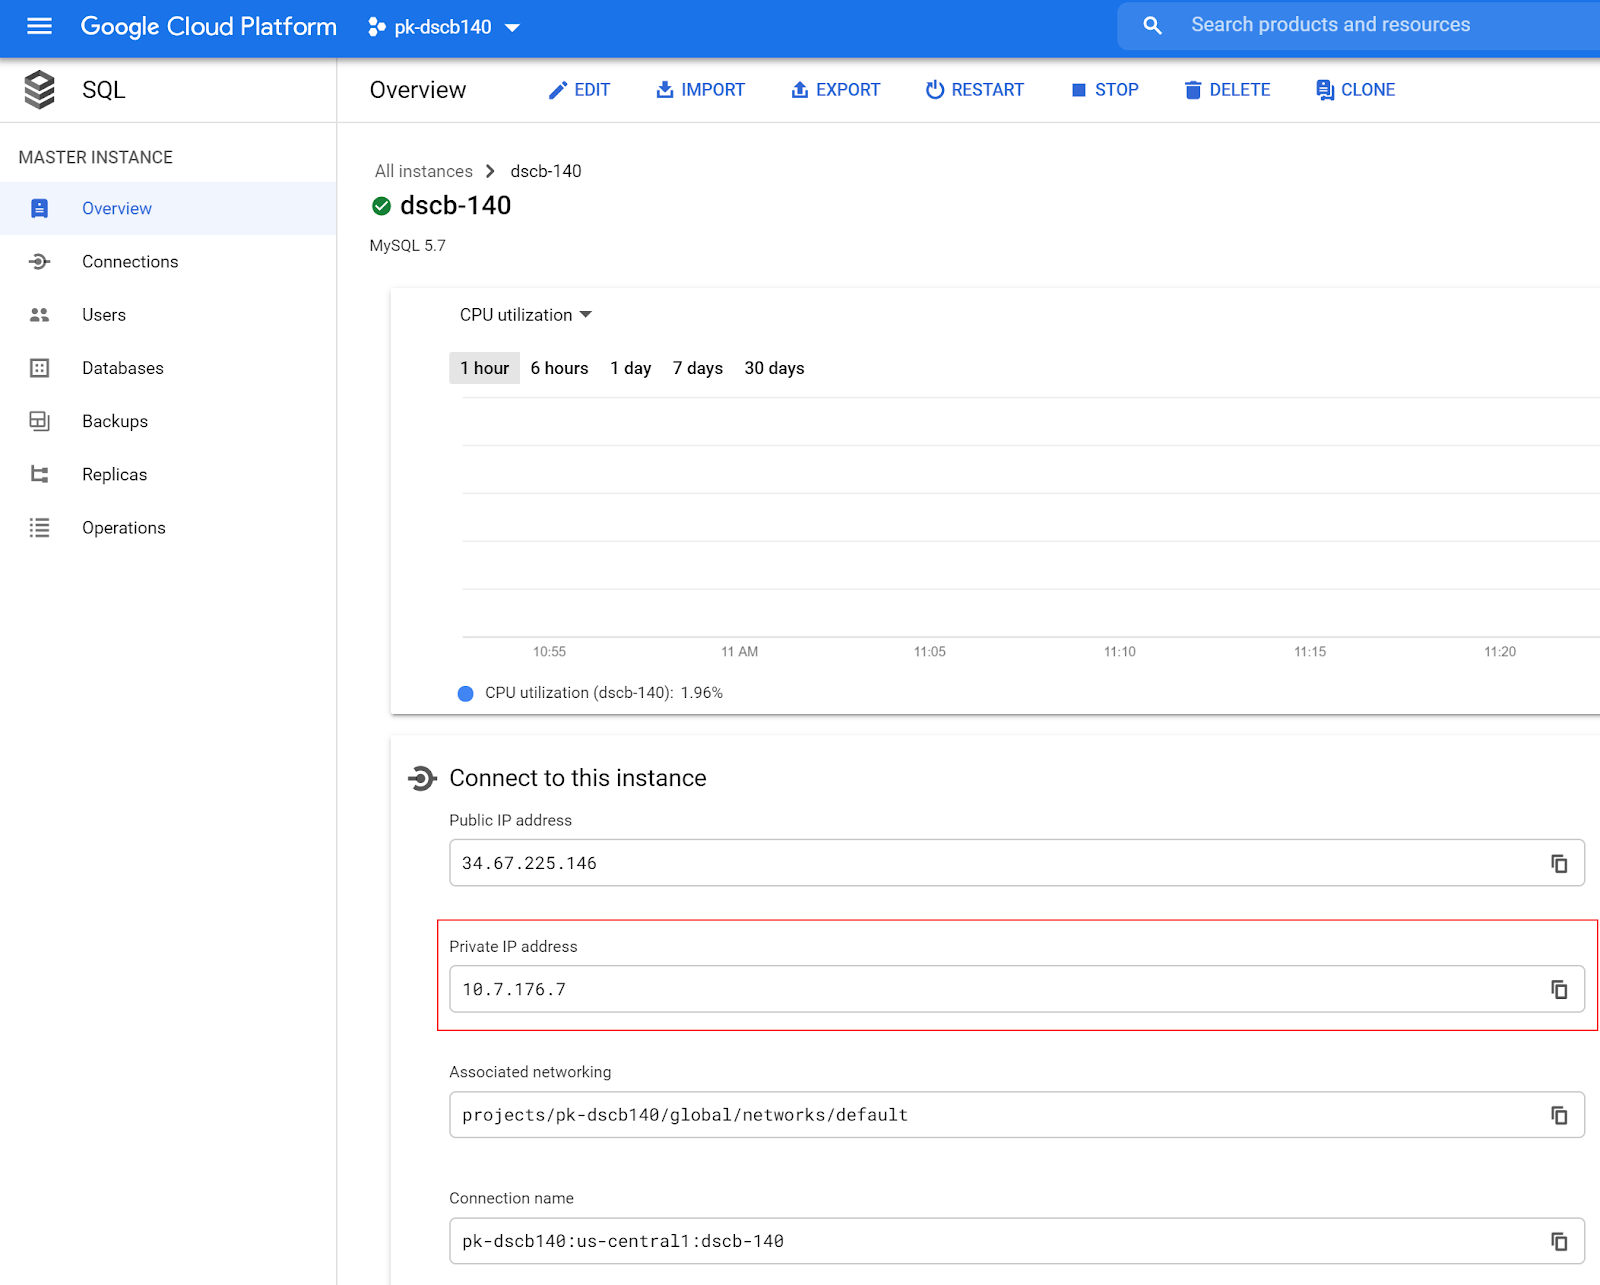 Google Cloud Platform pk-dscb140 Search products and resources
SQL Overview EDIT IMPORT EXPORT RESTART STOP DELETE CLONE
MASTER INSTANCE
Overview
Connections
Users
Databases
Backups
Replicas
Operations
All instances dscb-140
dscb-140
MySQL 5.7
CPU utilization
1 hour 6 hours 1 day 7 days 30 days
10:55 11 AM 11:05 11:10 11:15 11:20
CPU utilization (dscb-140): 1.96%
Connect to this instance
Public IP address
34.67.225.146
Private IP address
10.7.176.7
Associated networking
projects/pk-dscb140/global/networks/default
Connection name
pk-dscb140:us-central1:dscb-140